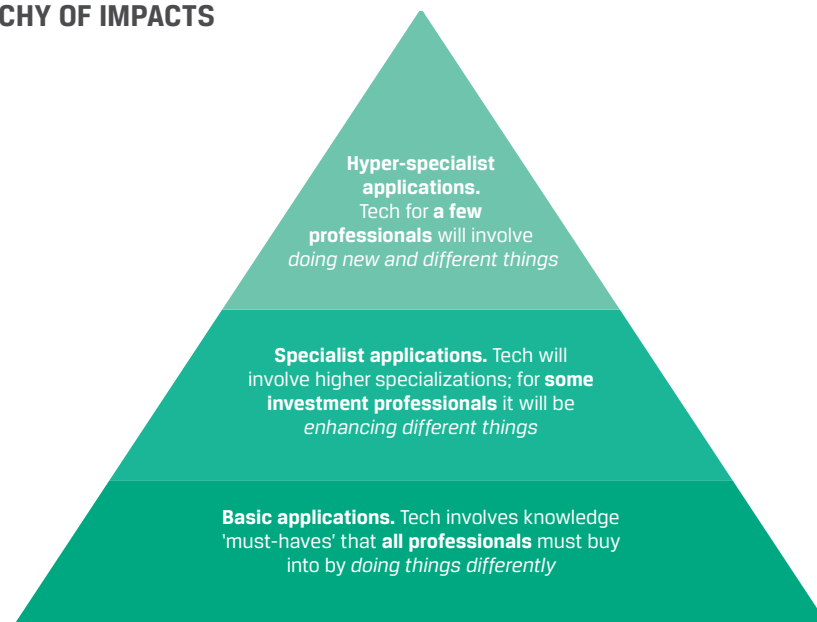 CHY OF IMPACTS
Hyper-specialist
applications.
Tech for a few
professionals will involve
doing new and different things
Specialist applications. Tech will
involve higher specializations; for some
investment professionals it will be
enhancing different things
Basic applications. Tech involves knowledge
'must-haves' that all professionals must buy
into by doing things differently